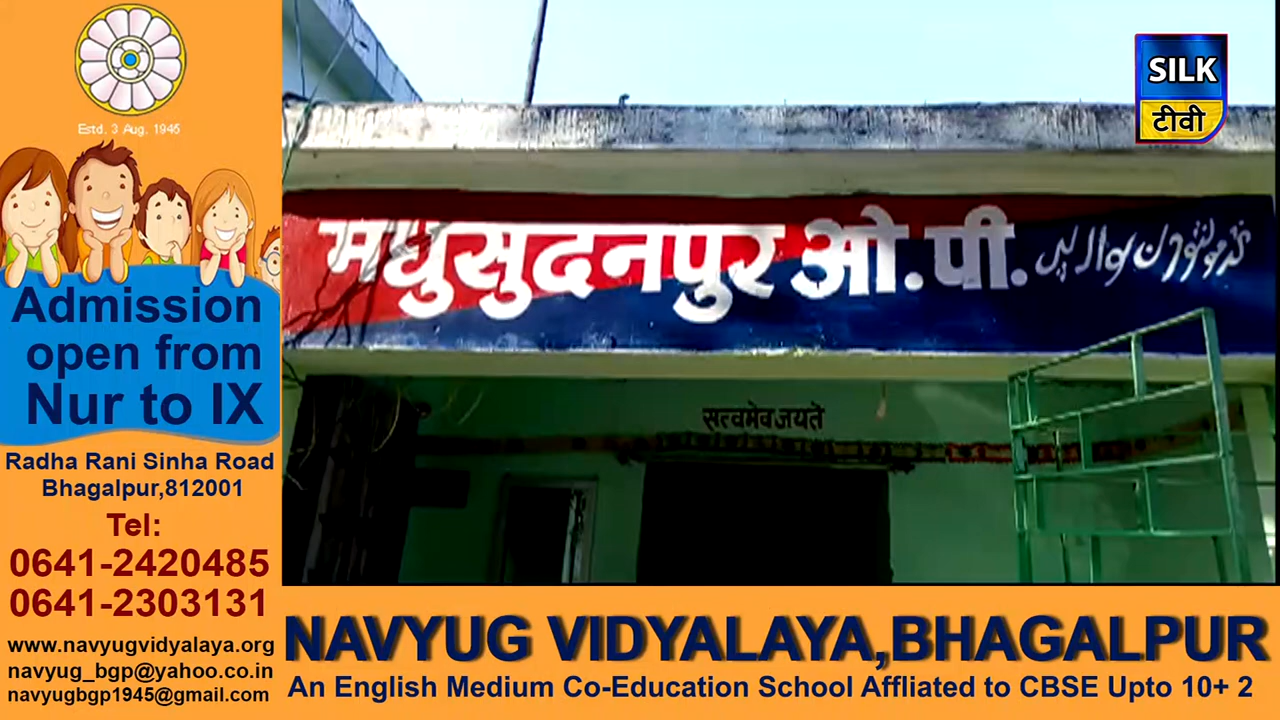 Estd. 3 Aug. 1945
Admission
open from
Nur to IX
Radha Rani Sinha Road
Bhagalpur,812001
Tel:
0641-2420485
0641-2303131
www.navyugvidyalaya.org
navyug_bgp@yahoo.co.in
navyugbgp1945@gmail.com
SILK
टीवी
मधुसुदनपुर ओ.पी.
सत्वमेव जयते
NAVYUG VIDYALAYA,BHAGALPUR
An English Medium Co-Education School Affliated to CBSE Upto 10+ 2